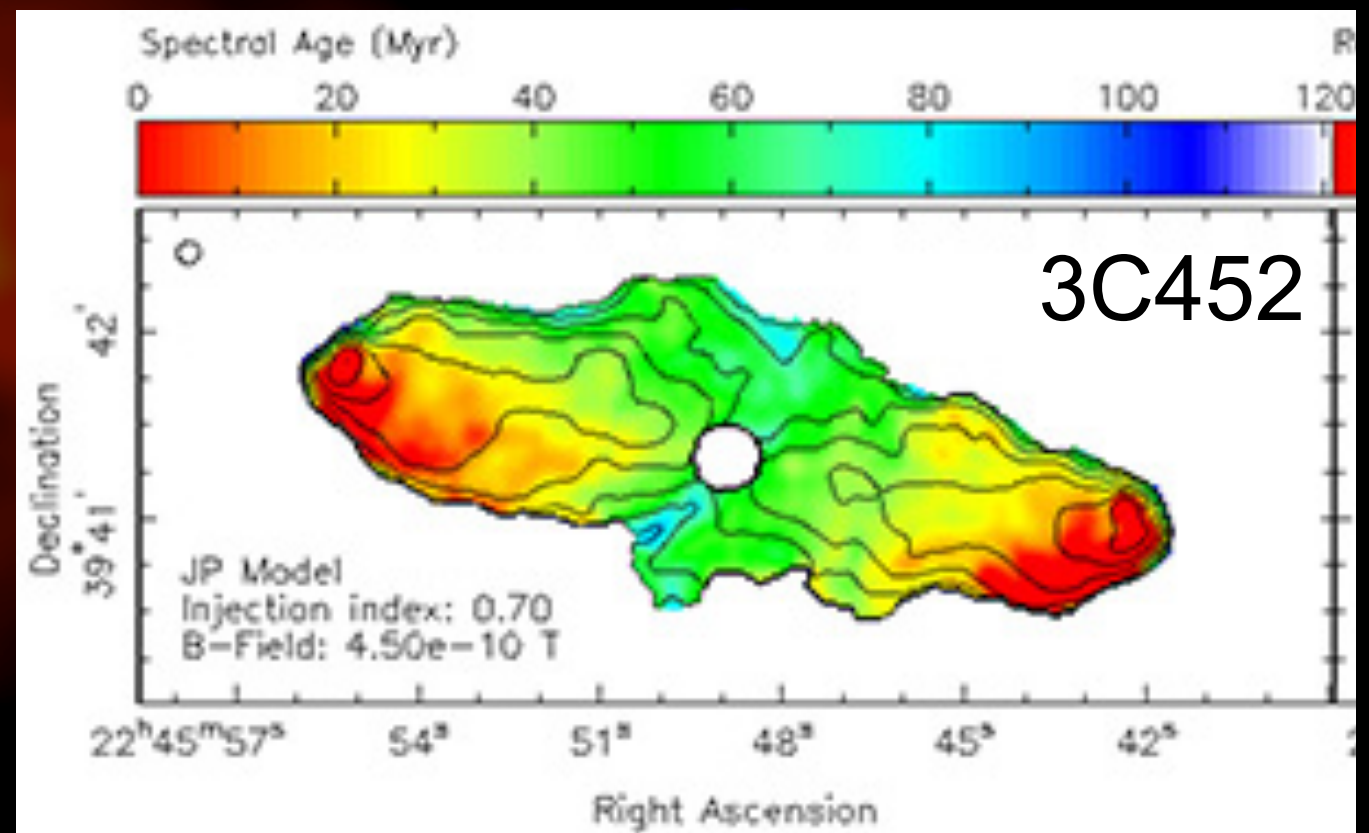 Spectral Age (Myr)
R
0 20 40 60 80 100 120
3C452
42'
39° 41'
Declination
JP Model
Injection index: 0.70
B-Field: 4.50e-10 T
22ʰ45ᵐ57ˢ 54ˢ 51ˢ 48ˢ 45ˢ 42ˢ 2
Right Ascension